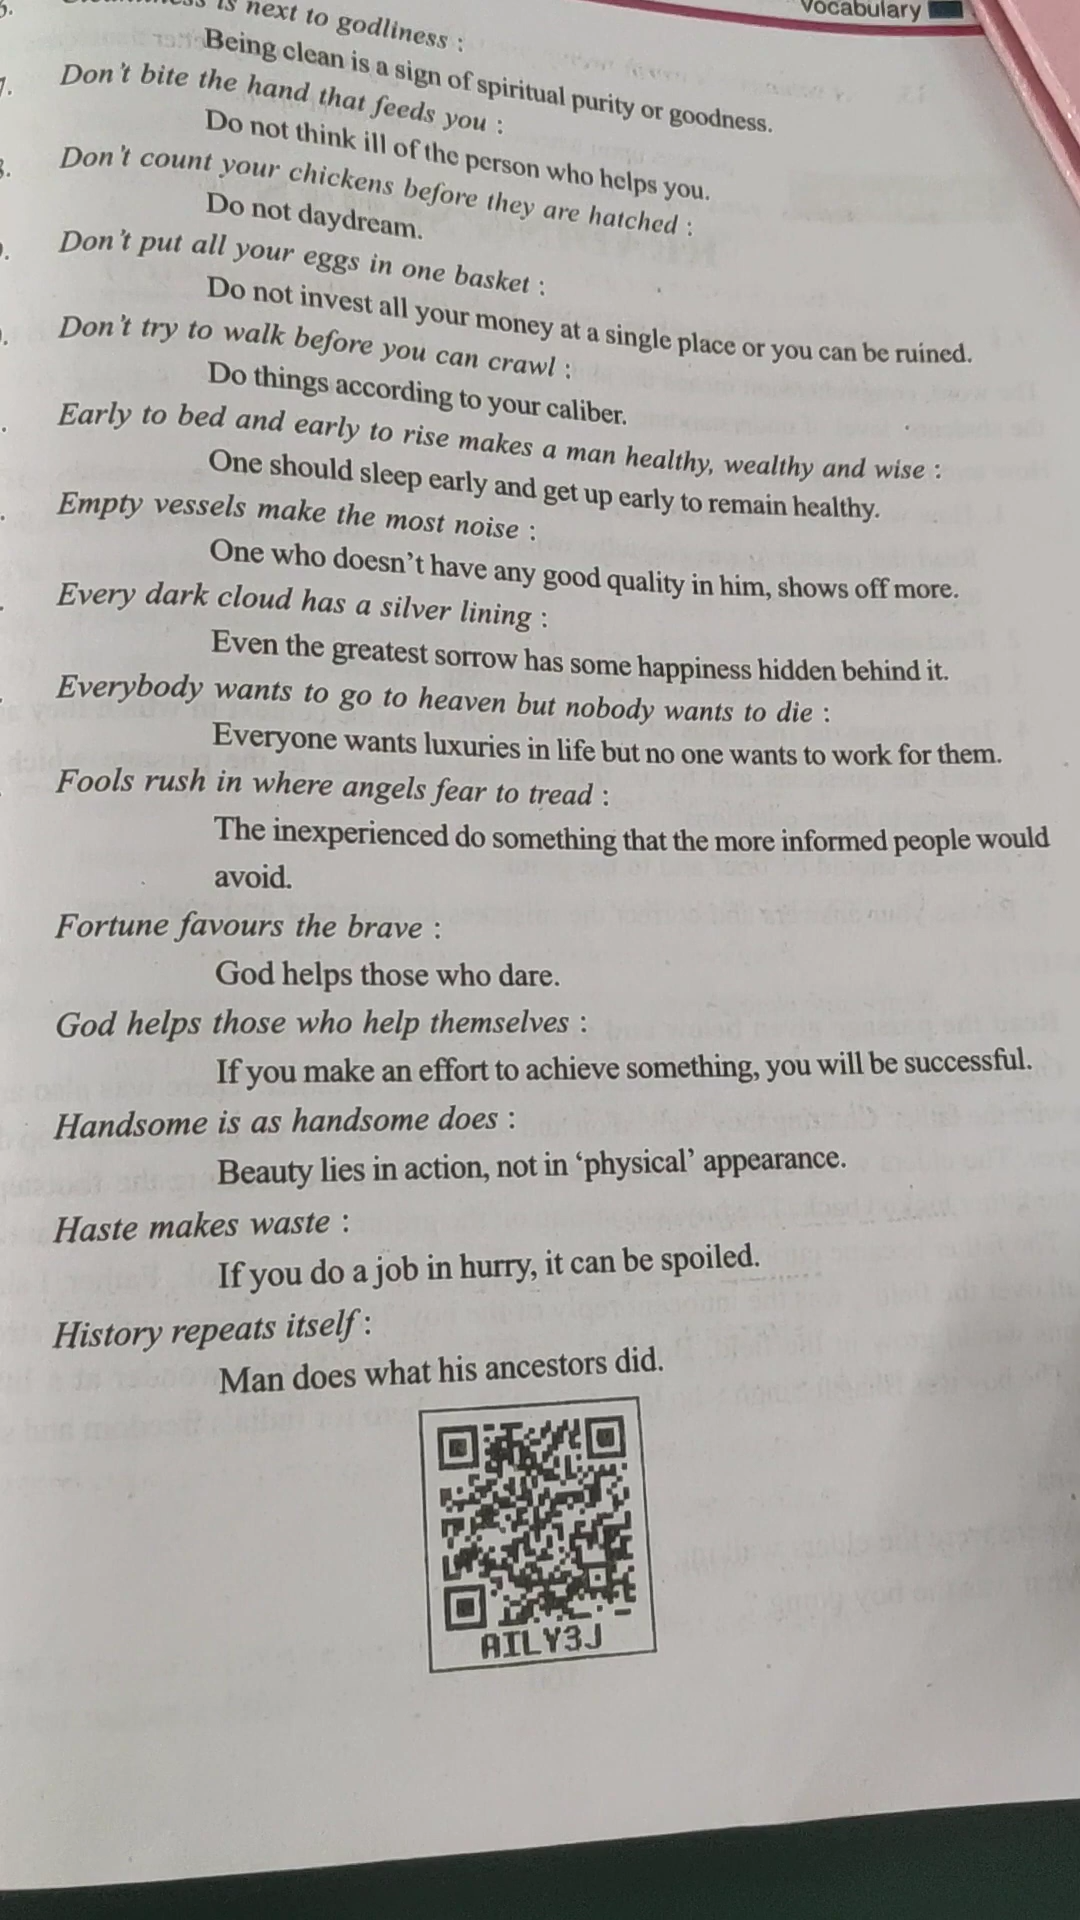 Vocabulary
is next to godliness :
Being clean is a sign of spiritual purity or goodness.
7. Don't bite the hand that feeds you :
Do not think ill of the person who helps you.
Don't count your chickens before they are hatched :
Do not daydream.
Don't put all your eggs in one basket :
Do not invest all your money at a single place or you can be ruined.
Don't try to walk before you can crawl :
Do things according to your caliber.
Early to bed and early to rise makes a man healthy, wealthy and wise :
One should sleep early and get up early to remain healthy.
Empty vessels make the most noise :
One who doesn't have any good quality in him, shows off more.
Every dark cloud has a silver lining :
Even the greatest sorrow has some happiness hidden behind it.
Everybody wants to go to heaven but nobody wants to die :
Everyone wants luxuries in life but no one wants to work for them.
Fools rush in where angels fear to tread :
The inexperienced do something that the more informed people would
avoid.
Fortune favours the brave :
God helps those who dare.
God helps those who help themselves :
If you make an effort to achieve something, you will be successful.
Handsome is as handsome does :
Beauty lies in action, not in 'physical' appearance.
Haste makes waste :
If you do a job in hurry, it can be spoiled.
History repeats itself :
Man does what his ancestors did.
AILY3J